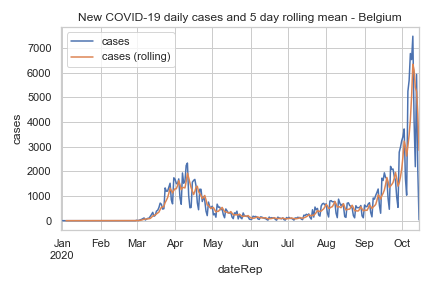 New COVID-19 daily cases and 5 day rolling mean - Belgium
cases
cases (rolling)
7000
6000
5000
4000
3000
2000
1000
0
cases
Jan Feb Mar Apr May Jun Jul Aug Sep Oct
2020
dateRep